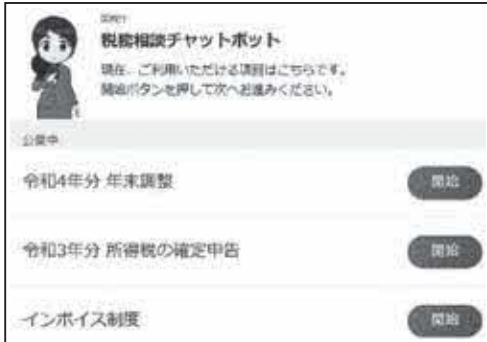 国税庁
税務相談チャットボット
現在、ご利用いただける項目はこちらです。
開始ボタンを押して次へお進みください。
公開中
令和4年分 年末調整
開始
令和3年分 所得税の確定申告
開始
インボイス制度
開始